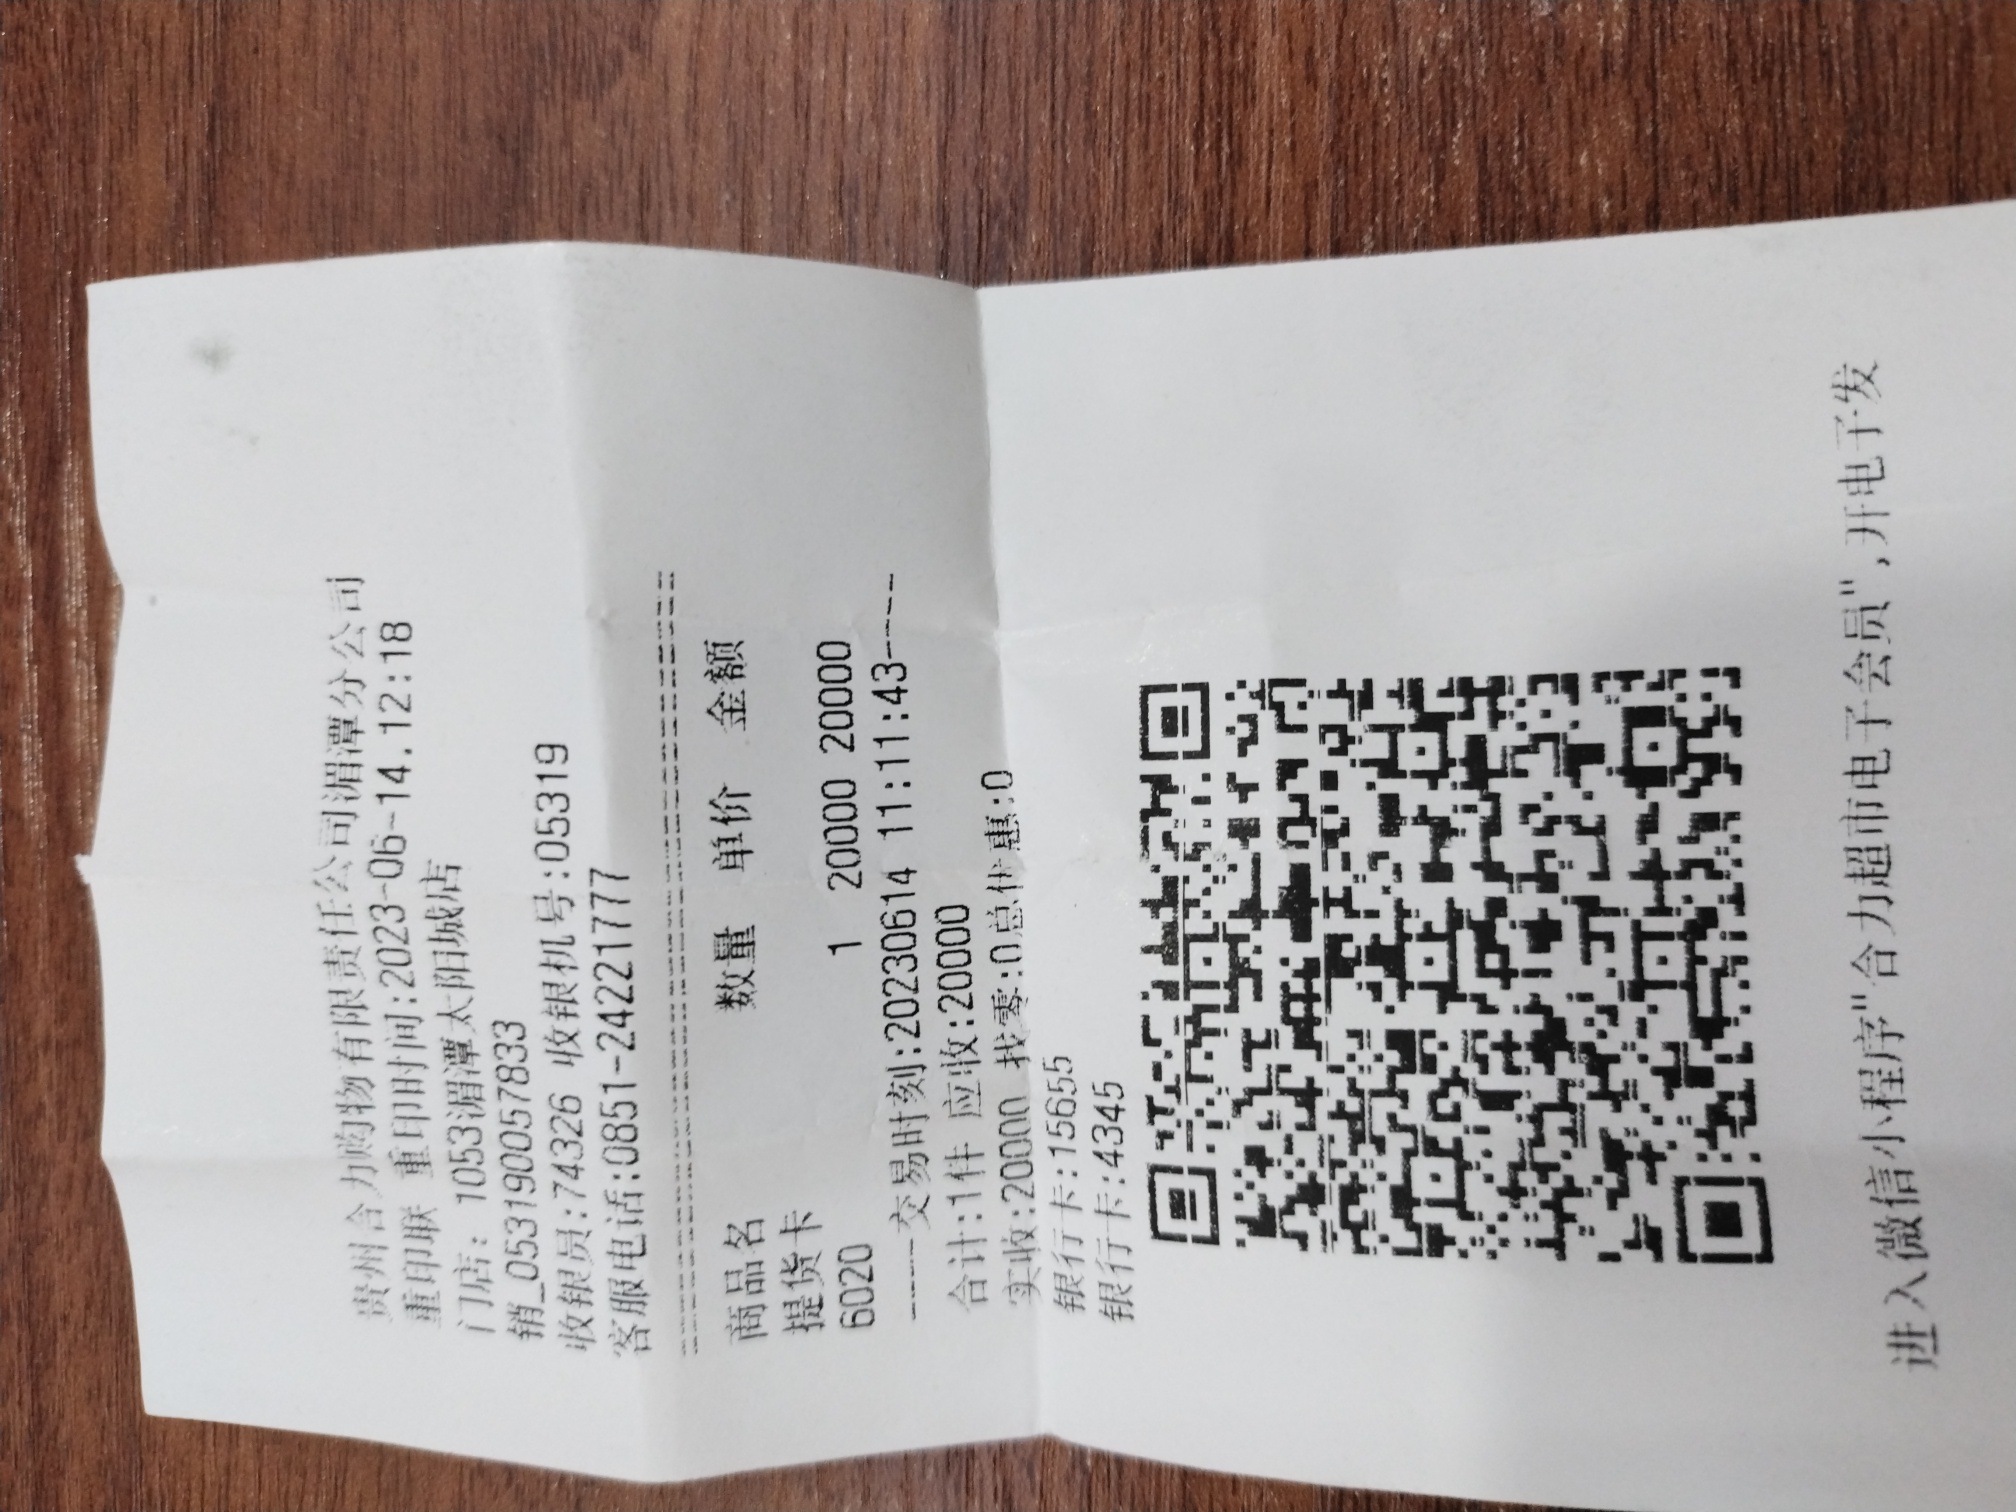 贵州合力购物有限责任公司湄潭分公司
重印联 重印时间:2023-06-14.12:18
门店: 1053湄潭太阳城店
销_053190057833
收银员:74326 收银机号:053319
客服电话:0851-24221777
商品名 数量 单价 金额
提货卡
6020 1 20000 20000
----交易时刻:20230614 11:11:43----
合计:1件 应收:20000
实收:20000 找零:0总优惠:0
银行卡:15655
银行卡:4345
进入微信小程序"合力超市电子会员",开电子发